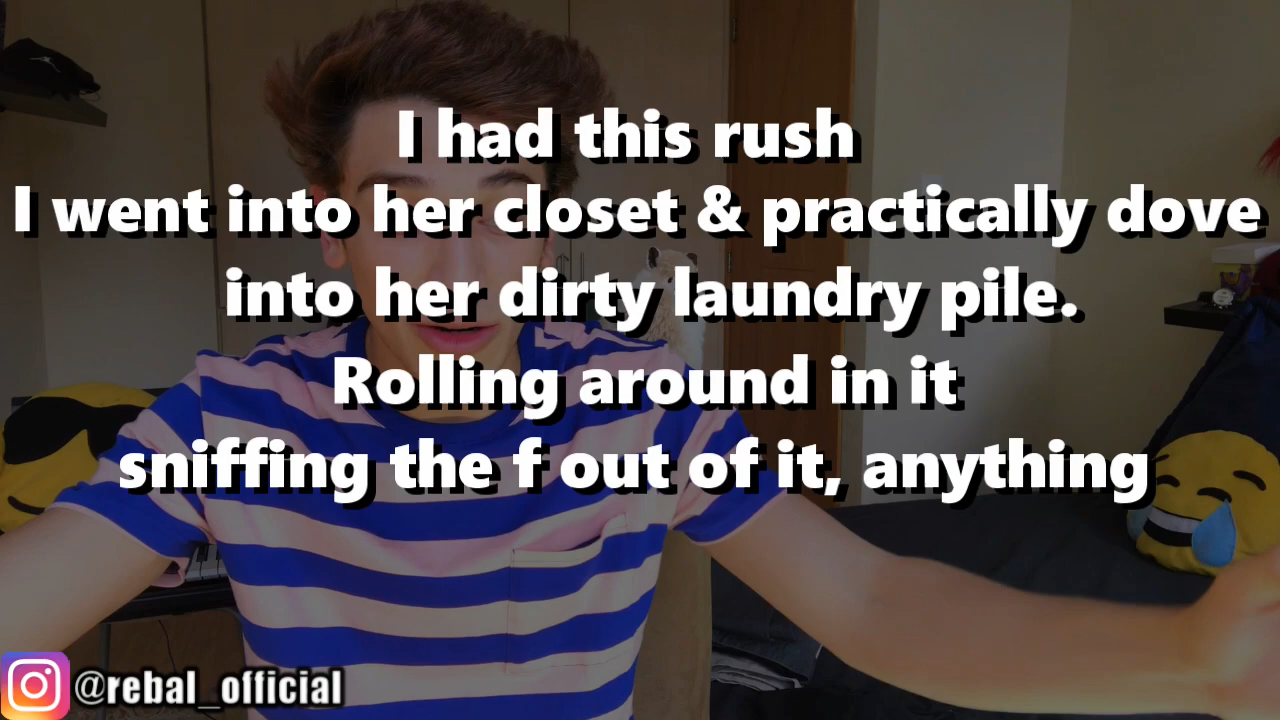 I had this rush
I went into her closet & practically dove
into her dirty laundry pile.
Rolling around in it
sniffing the f out of it, anything
@rebal_official